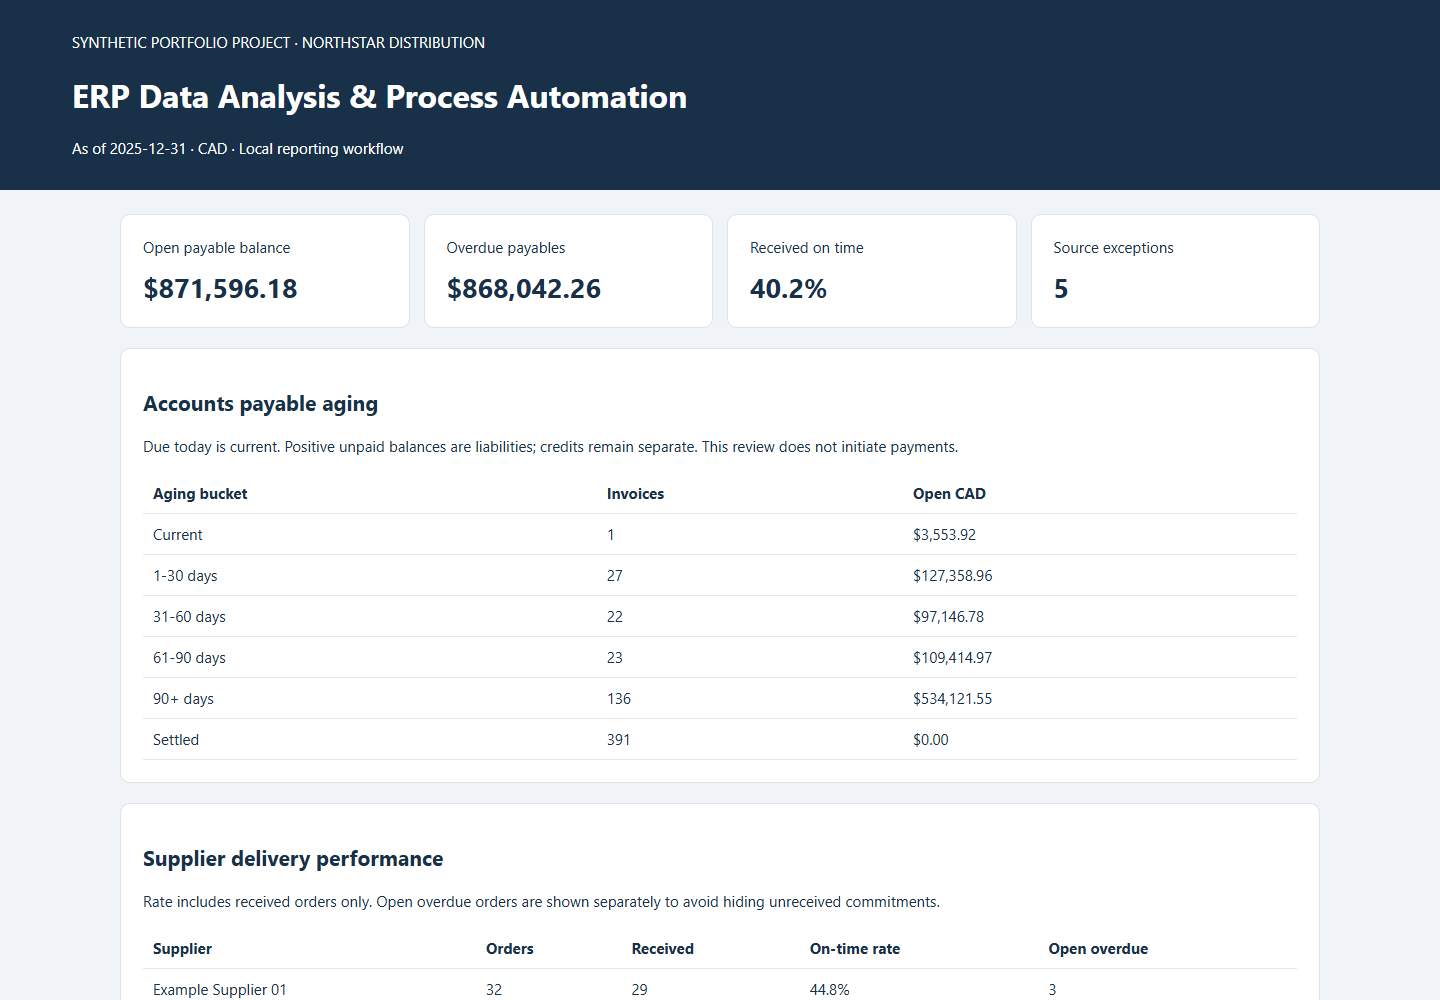 SYNTHETIC PORTFOLIO PROJECT · NORTHSTAR DISTRIBUTION
ERP Data Analysis & Process Automation
As of 2025-12-31 · CAD · Local reporting workflow
Open payable balance
$871,596.18
Overdue payables
$868,042.26
Received on time
40.2%
Source exceptions
5
Accounts payable aging
Due today is current. Positive unpaid balances are liabilities; credits remain separate. This review does not initiate payments.
Aging bucket Invoices Open CAD
Current 1 $3,553.92
1-30 days 27 $127,358.96
31-60 days 22 $97,146.78
61-90 days 23 $109,414.97
90+ days 136 $534,121.55
Settled 391 $0.00
Supplier delivery performance
Rate includes received orders only. Open overdue orders are shown separately to avoid hiding unreceived commitments.
Supplier Orders Received On-time rate Open overdue
Example Supplier 01 32 29 44.8% 3